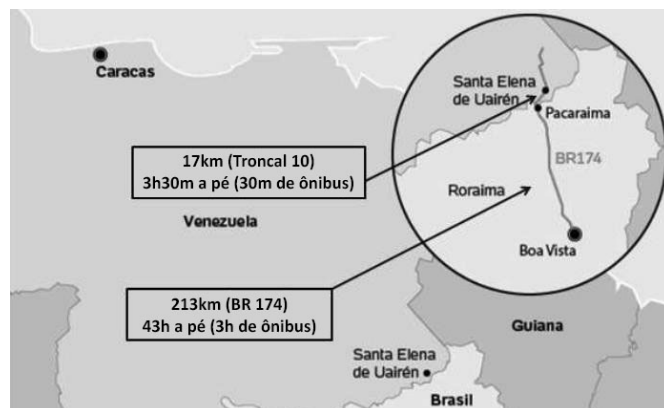 Caracas
Santa Elena
de Uairén
Pacaraima
17km (Troncal 10)
3h30m a pé (30m de ônibus)
BR174
Roraima
Venezuela
Boa Vista
213km (BR 174)
43h a pé (3h de ônibus)
Guiana
Santa Elena
de Uairén
Brasil